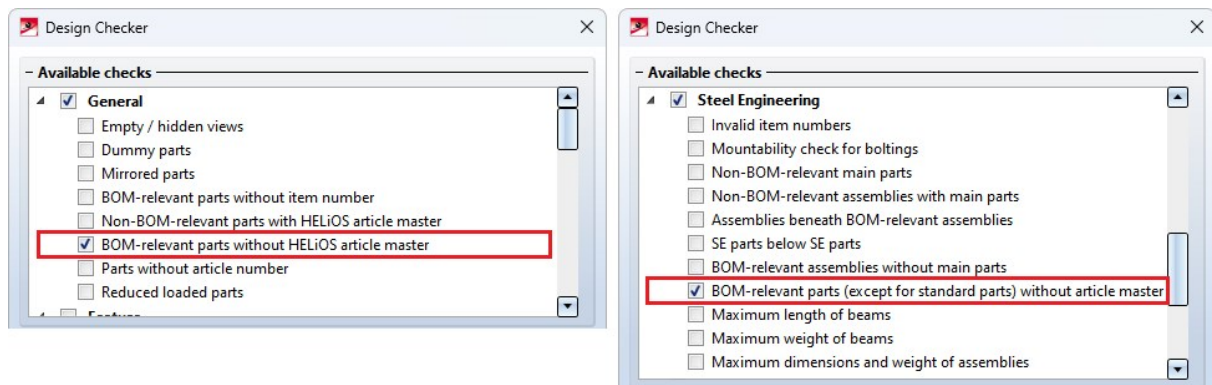 Design Checker
Available checks
General
Empty / hidden views
Dummy parts
Mirrored parts
BOM-relevant parts without item number
Non-BOM-relevant parts with HELiOS article master
BOM-relevant parts without HELiOS article master
Parts without article number
Reduced loaded parts
Design Checker
Available checks
Steel Engineering
Invalid item numbers
Mountability check for boltings
Non-BOM-relevant main parts
Non-BOM-relevant assemblies with main parts
Assemblies beneath BOM-relevant assemblies
SE parts below SE parts
BOM-relevant assemblies without main parts
BOM-relevant parts (except for standard parts) without article master
Maximum length of beams
Maximum weight of beams
Maximum dimensions and weight of assemblies